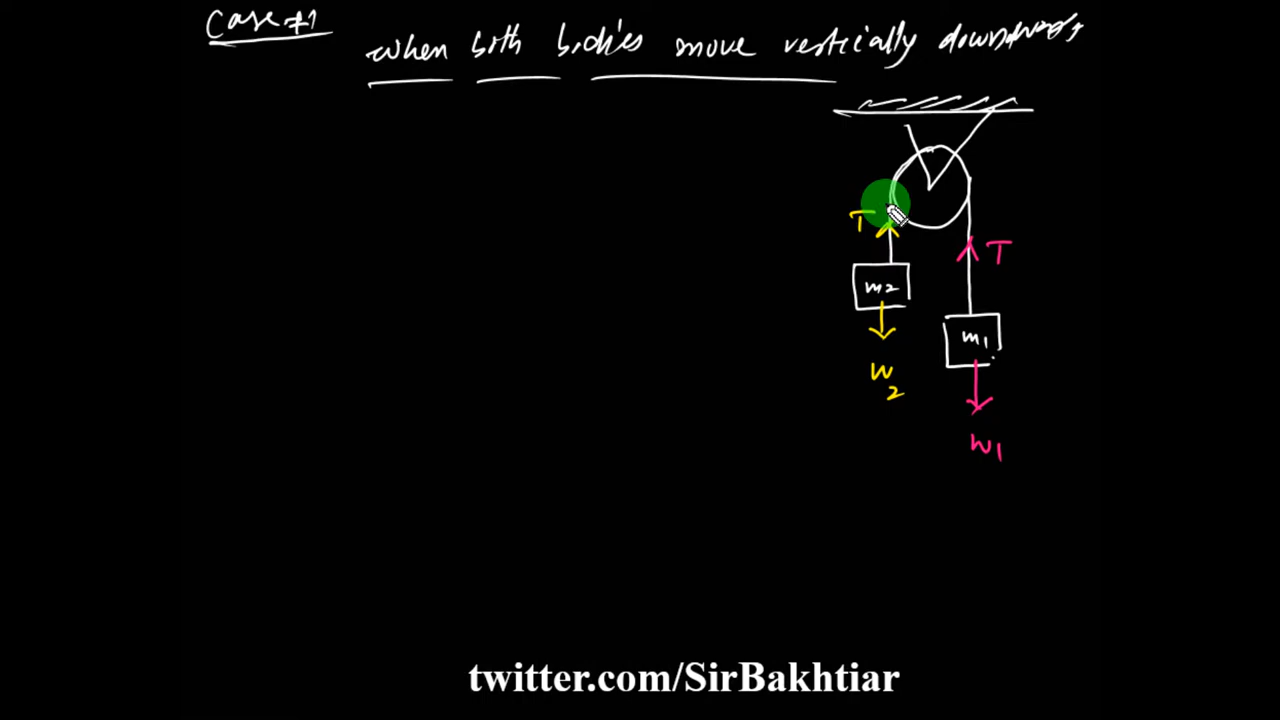 Case #1
when both bodies move vertically downwards
T
T
m2
m1
W2
W1
twitter.com/SirBakhtiar